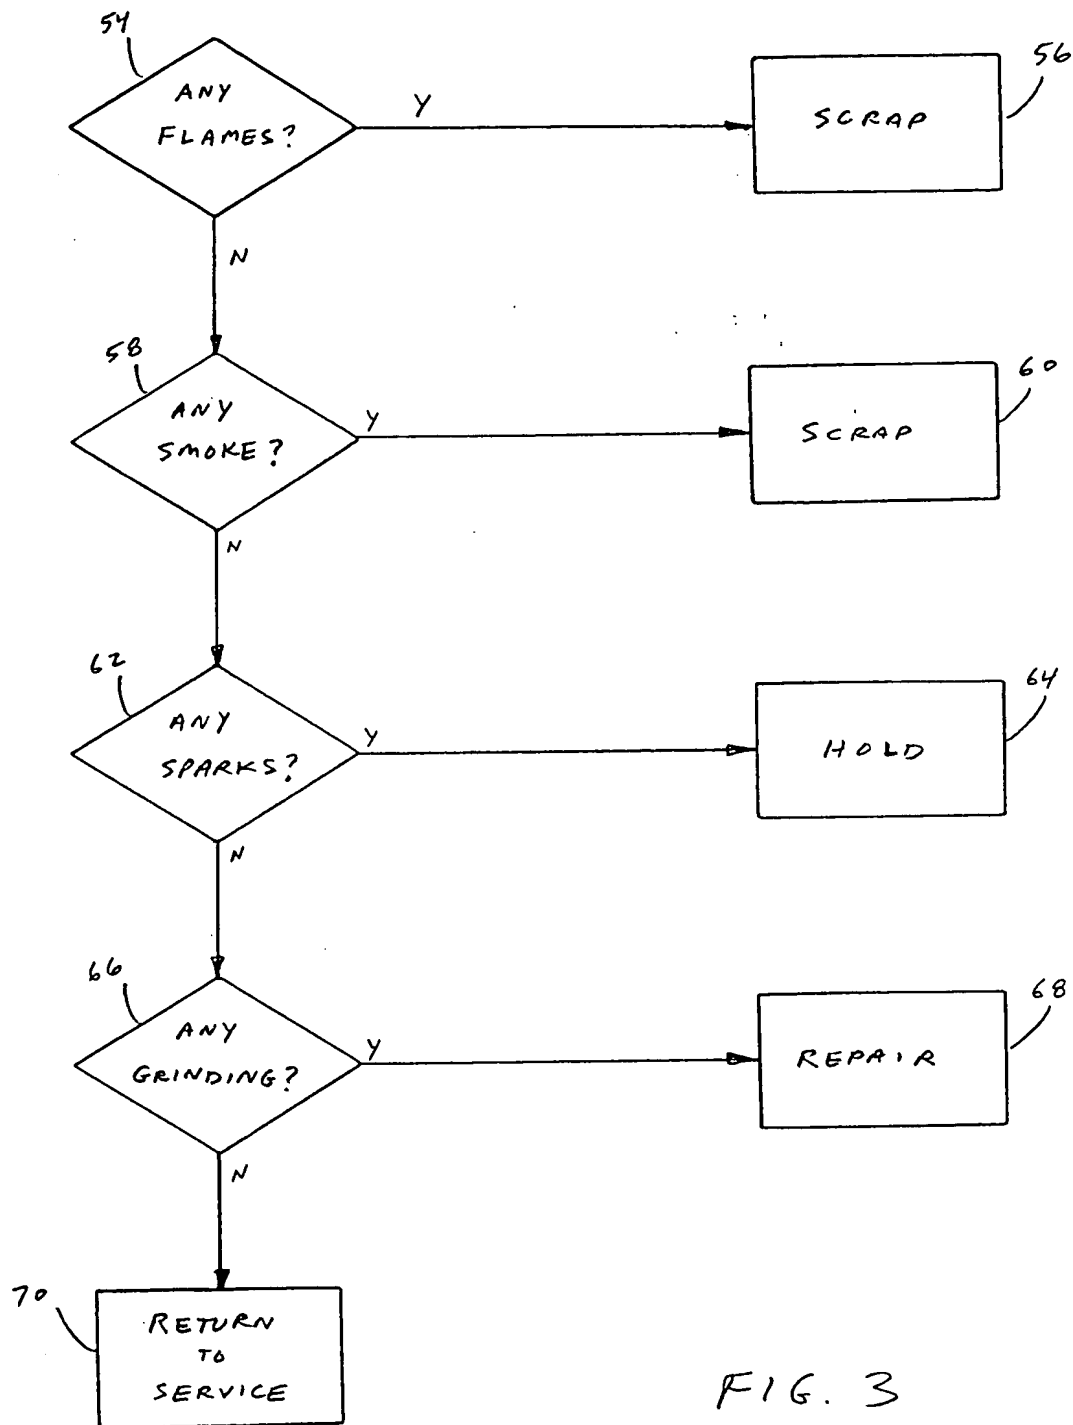 54
ANY
FLAMES?
Y
SCRAP
56
N
58
ANY
SMOKE?
Y
SCRAP
60
N
62
ANY
SPARKS?
Y
HOLD
64
N
66
ANY
GRINDING?
Y
REPAIR
68
N
70
RETURN
TO
SERVICE
FIG. 3